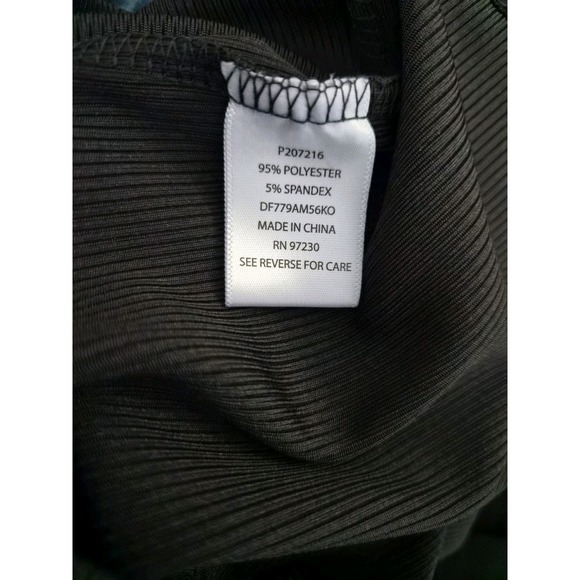 P207216
95% POLYESTER
5% SPANDEX
DF779AM56KO
MADE IN CHINA
RN 97230
SEE REVERSE FOR CARE